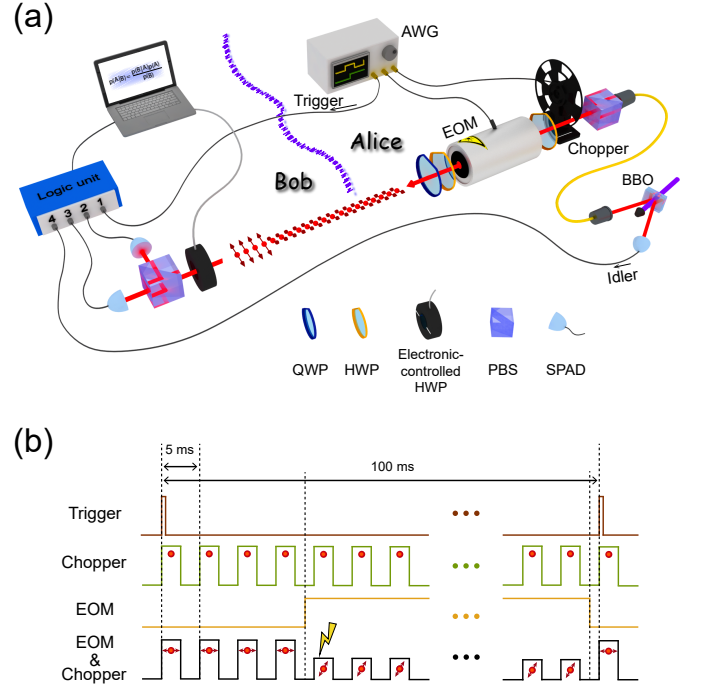 (a)
p(A|B)=p(B|A)p(A)
p(B)
AWG
Trigger
Alice
EOM
Chopper
Logic unit
4 3 2 1
Bob
BBO
Idler
QWP
HWP
Electronic-
controlled
HWP
PBS
SPAD
(b)
5 ms
100 ms
Trigger
Chopper
EOM
EOM
&
Chopper